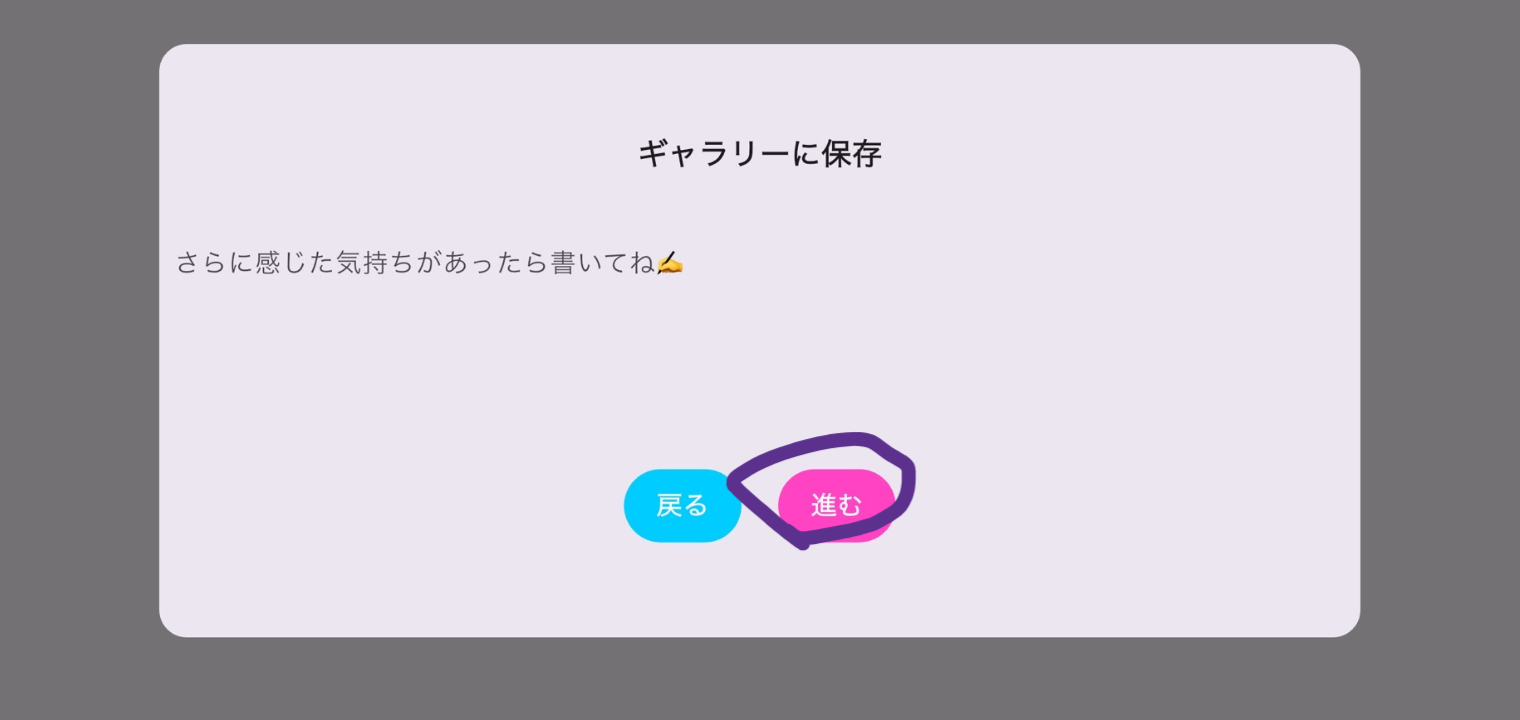 ギャラリーに保存
さらに感じた気持ちがあったら書いてね✍️
戻る
進む